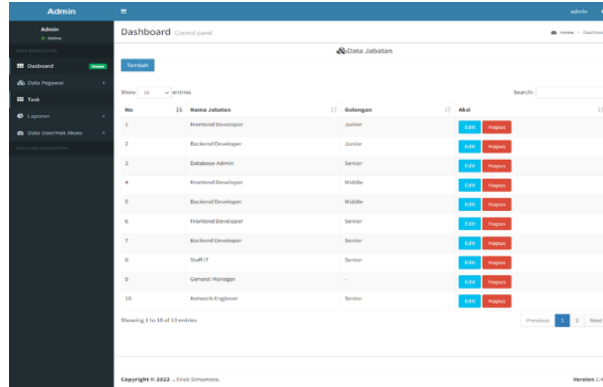 Admin
admin
Admin
Online
MAIN NAVIGATION
Dasboard
Home
Data Pegawai
Task
Laporan
Data User/Hak Akses
Dashboard Control panel
Home > Dashboa
Data Jabatan
Tambah
Show 10 entries
Search:
No Nama Jabatan Golongan Aksi
1 Frontend Developer Junior Edit Hapus
2 Backend Developer Junior Edit Hapus
3 Database Admin Senior Edit Hapus
4 Frontend Developer Middle Edit Hapus
5 Backend Developer Middle Edit Hapus
6 Frontend Developer Senior Edit Hapus
7 Backend Developer Senior Edit Hapus
8 Staff IT Senior Edit Hapus
9 General Manager - Edit Hapus
10 Network Engineer Senior Edit Hapus
Showing 1 to 10 of 13 entries
Previous 1 2 Next
Copyright © 2022 .. Erick Simamora.
Version 2.4